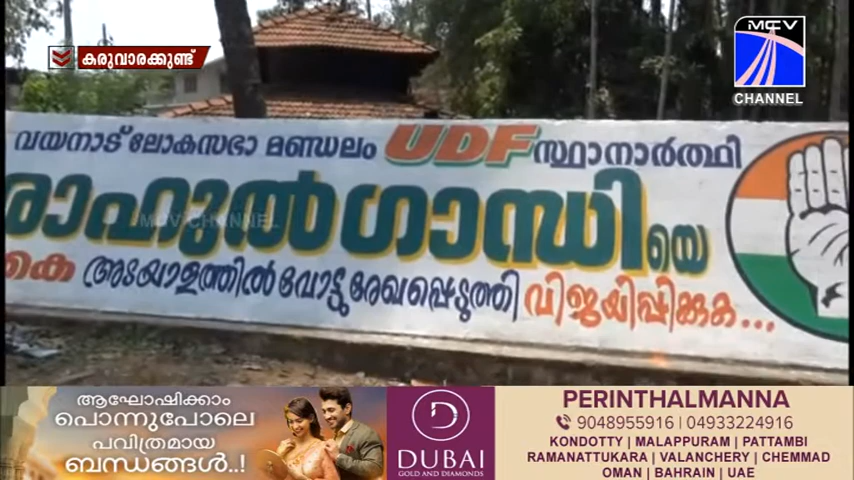 കരുവാരക്കുണ്ട്
MCV
CHANNEL
വയനാട് ലോകസഭാ മണ്ഡലം UDF സ്ഥാനാർത്ഥി
രാഹുൽഗാന്ധിയെ
MCV CHANNEL
കൈ അടയാളത്തിൽ വോട്ടു രേഖപ്പെടുത്തി വിജയിപ്പിക്കുക...
ആഘോഷിക്കാം
പൊന്നുപോലെ
പവിത്രമായ
ബന്ധങ്ങൾ..!
DUBAI
GOLD AND DIAMONDS
PERINTHALMANNA
9048955916 | 04933224916
KONDOTTY | MALAPPURAM | PATTAMBI
RAMANATTUKARA | VALANCHERY | CHEMMAD
OMAN | BAHRAIN | UAE